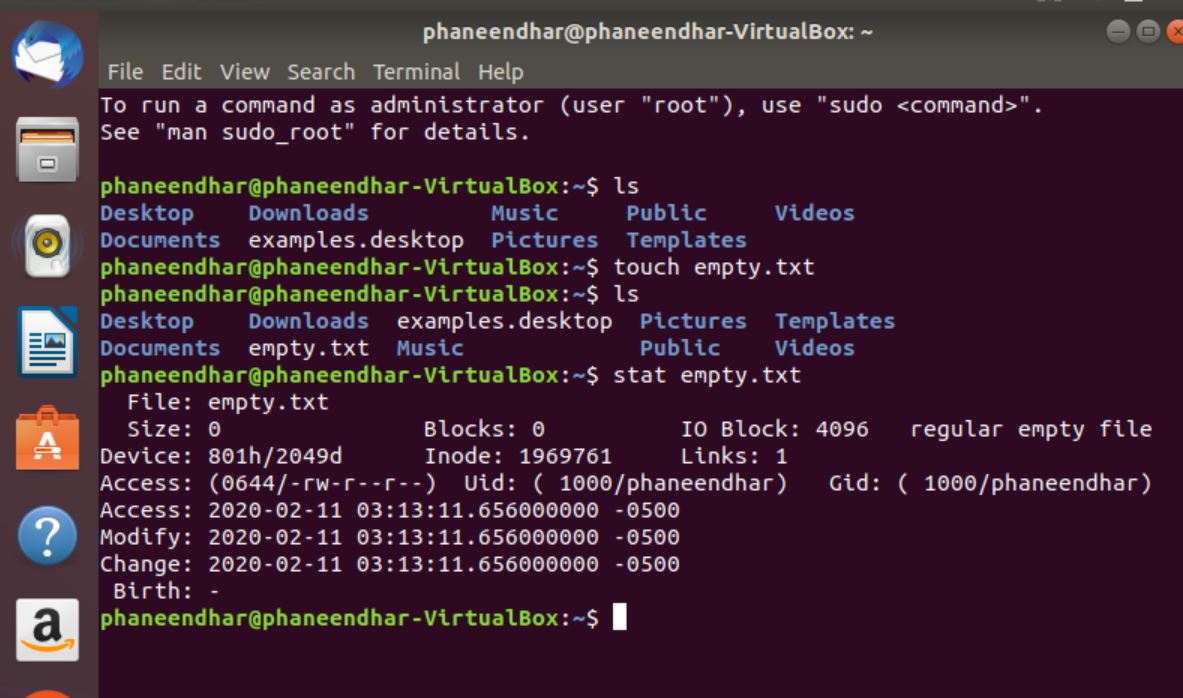 phaneendhar@phaneendhar-VirtualBox: ~
File Edit View Search Terminal Help
To run a command as administrator (user "root"), use "sudo <command>".
See "man sudo_root" for details.
phaneendhar@phaneendhar-VirtualBox:~$ ls
Desktop    Downloads         Music     Public     Videos
Documents  examples.desktop  Pictures  Templates
phaneendhar@phaneendhar-VirtualBox:~$ touch empty.txt
phaneendhar@phaneendhar-VirtualBox:~$ ls
Desktop    Downloads  examples.desktop  Pictures  Templates
Documents  empty.txt  Music             Public    Videos
phaneendhar@phaneendhar-VirtualBox:~$ stat empty.txt
  File: empty.txt
  Size: 0               Blocks: 0          IO Block: 4096   regular empty file
Device: 801h/2049d      Inode: 1969761     Links: 1
Access: (0644/-rw-r--r--)  Uid: ( 1000/phaneendhar)   Gid: ( 1000/phaneendhar)
Access: 2020-02-11 03:13:11.656000000 -0500
Modify: 2020-02-11 03:13:11.656000000 -0500
Change: 2020-02-11 03:13:11.656000000 -0500
 Birth: -
phaneendhar@phaneendhar-VirtualBox:~$